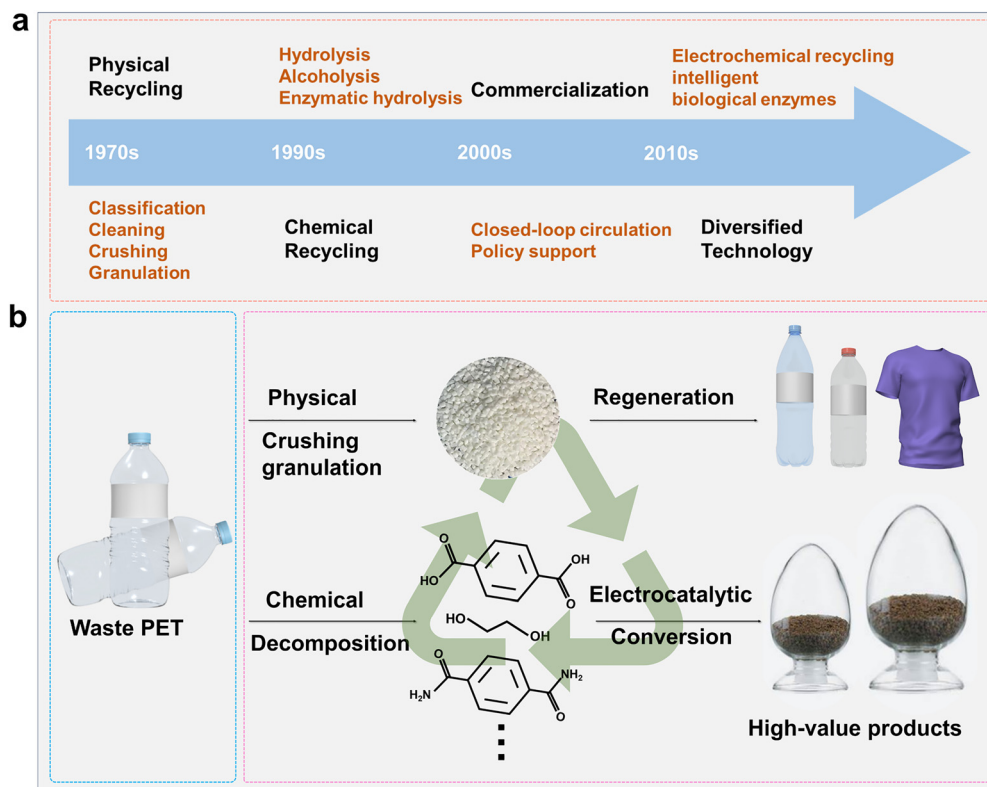 a
Physical
Recycling
Hydrolysis
Alcoholysis
Enzymatic hydrolysis
Commercialization
Electrochemical recycling
intelligent
biological enzymes
1970s
1990s
2000s
2010s
Classification
Cleaning
Crushing
Granulation
Chemical
Recycling
Closed-loop circulation
Policy support
Diversified
Technology
b
Waste PET
Physical
Crushing
granulation
Regeneration
Chemical
Decomposition
O
HO
OH
O
HO
OH
O
H₂N
NH₂
O
Electrocatalytic
Conversion
High-value products